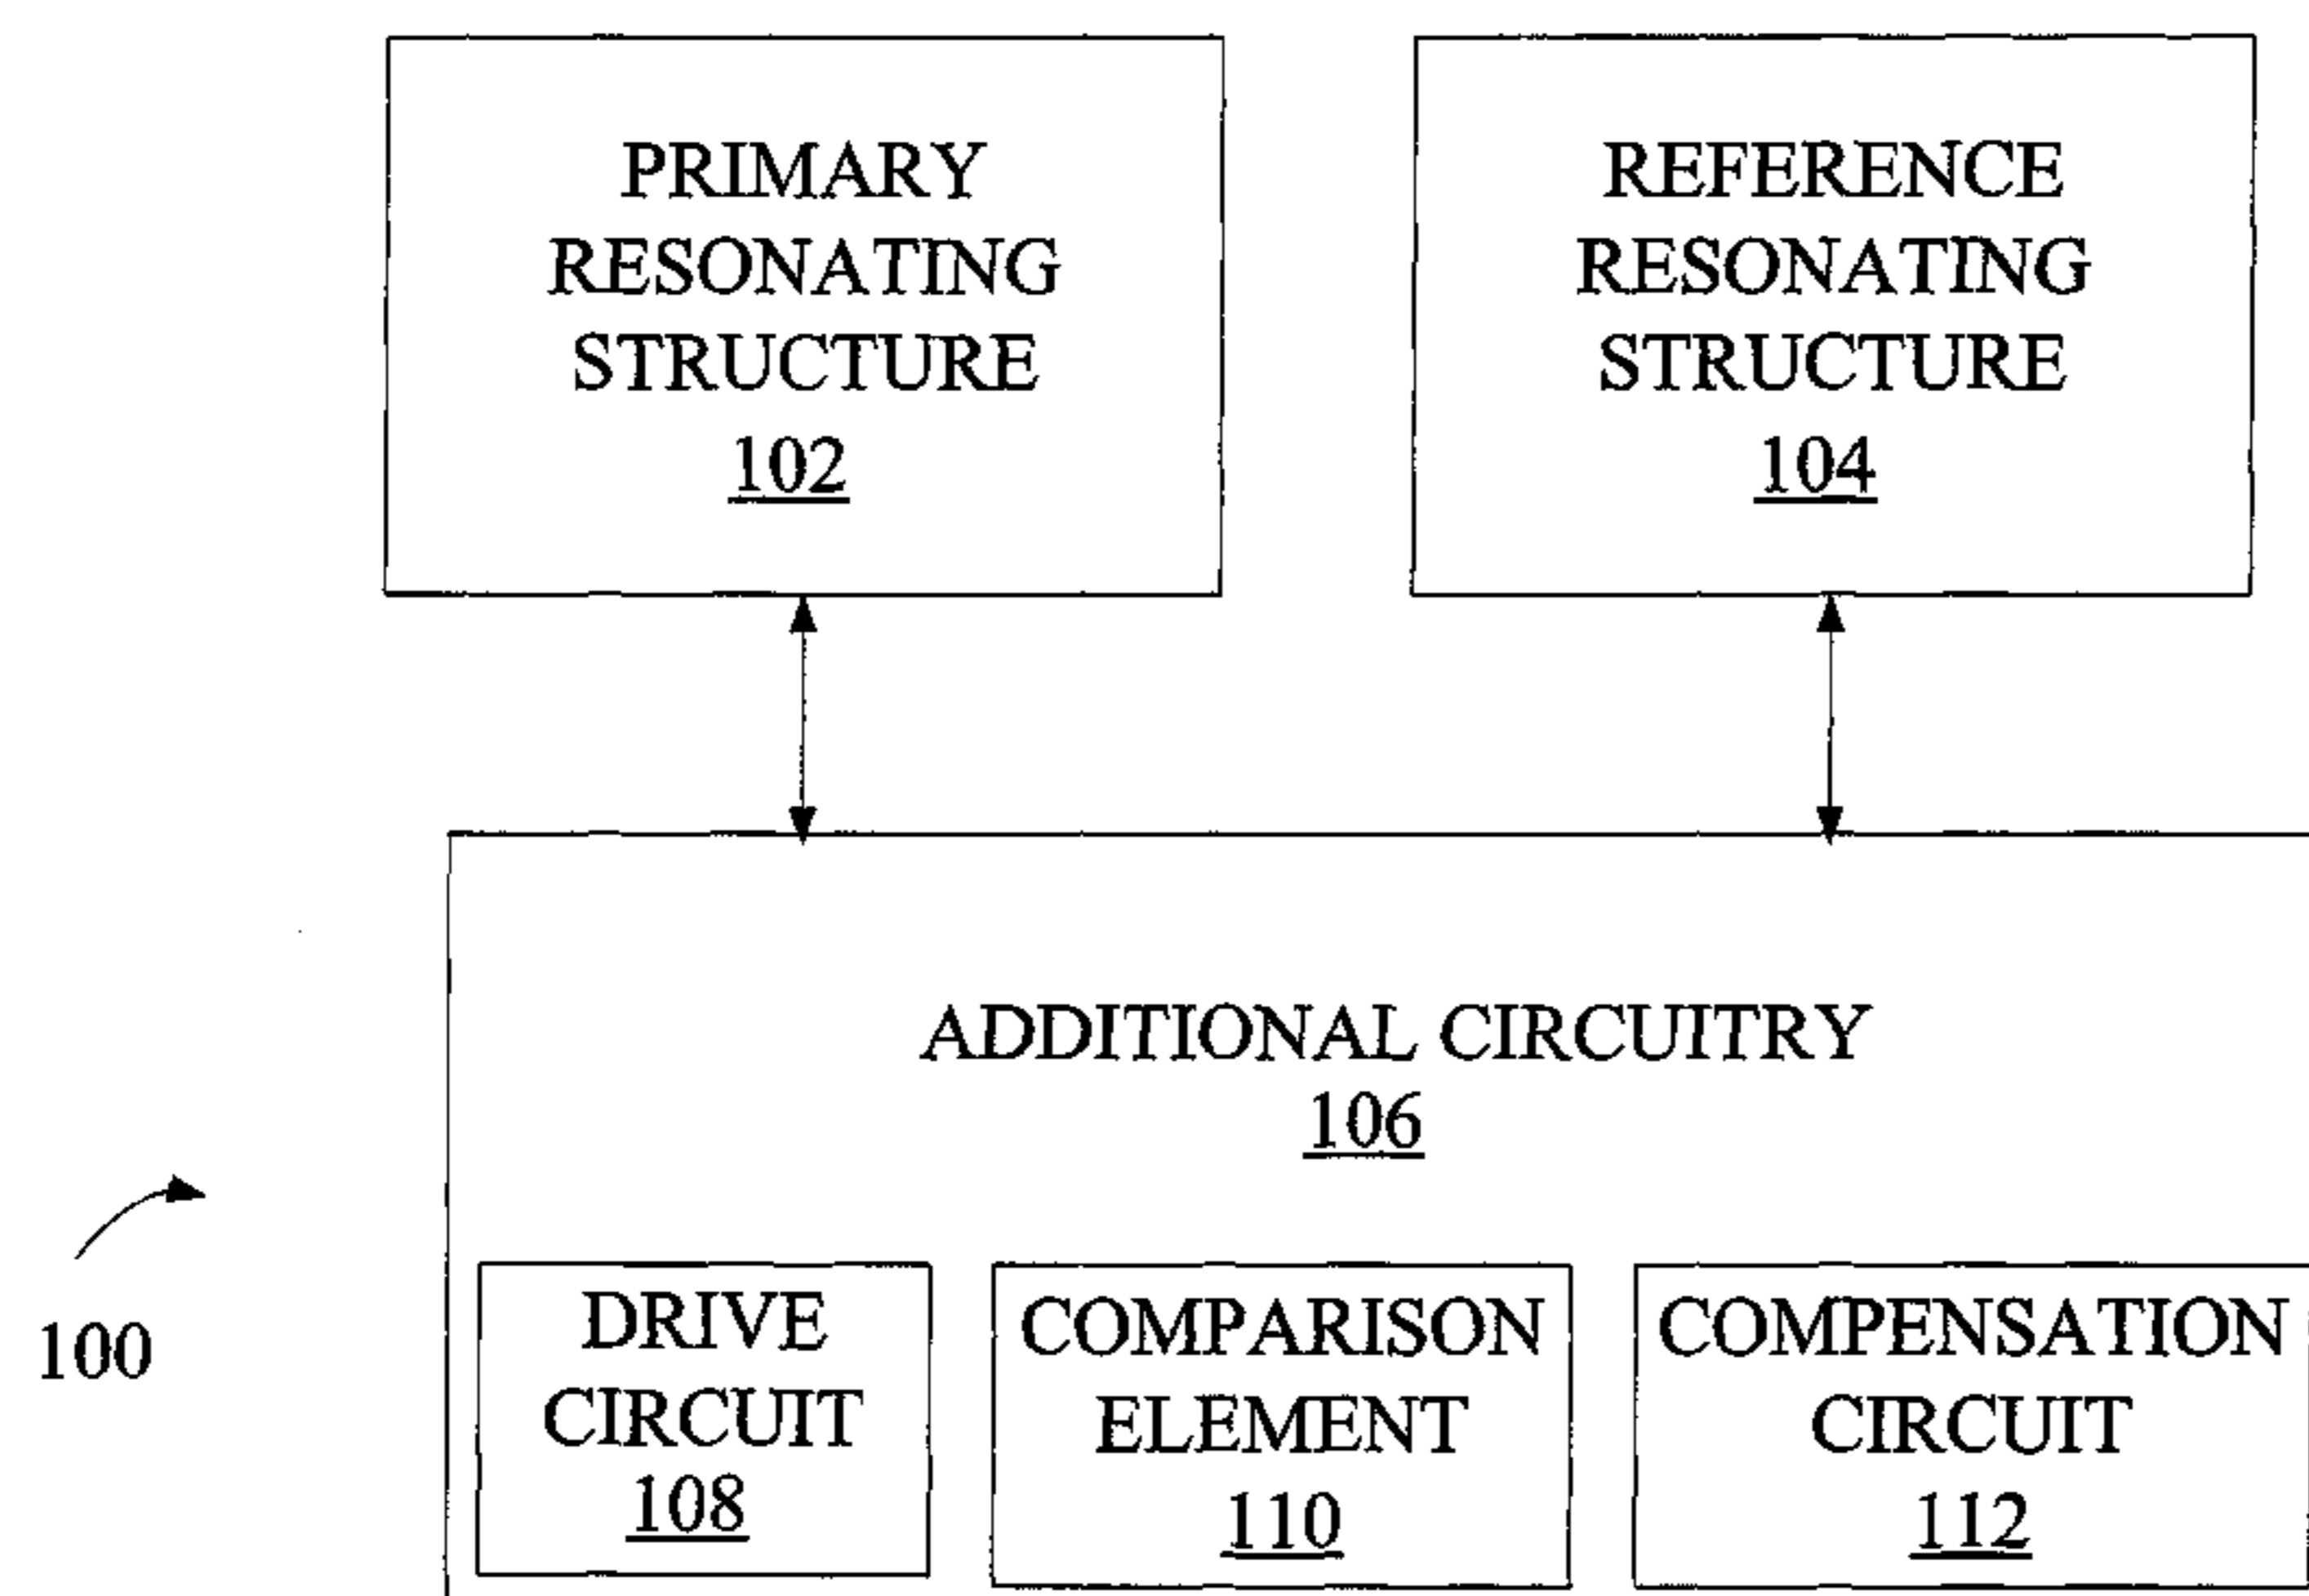 PRIMARY
RESONATING
STRUCTURE
102
REFERENCE
RESONATING
STRUCTURE
104
ADDITIONAL CIRCUITRY
106
100
DRIVE
CIRCUIT
108
COMPARISON
ELEMENT
110
COMPENSATION
CIRCUIT
112